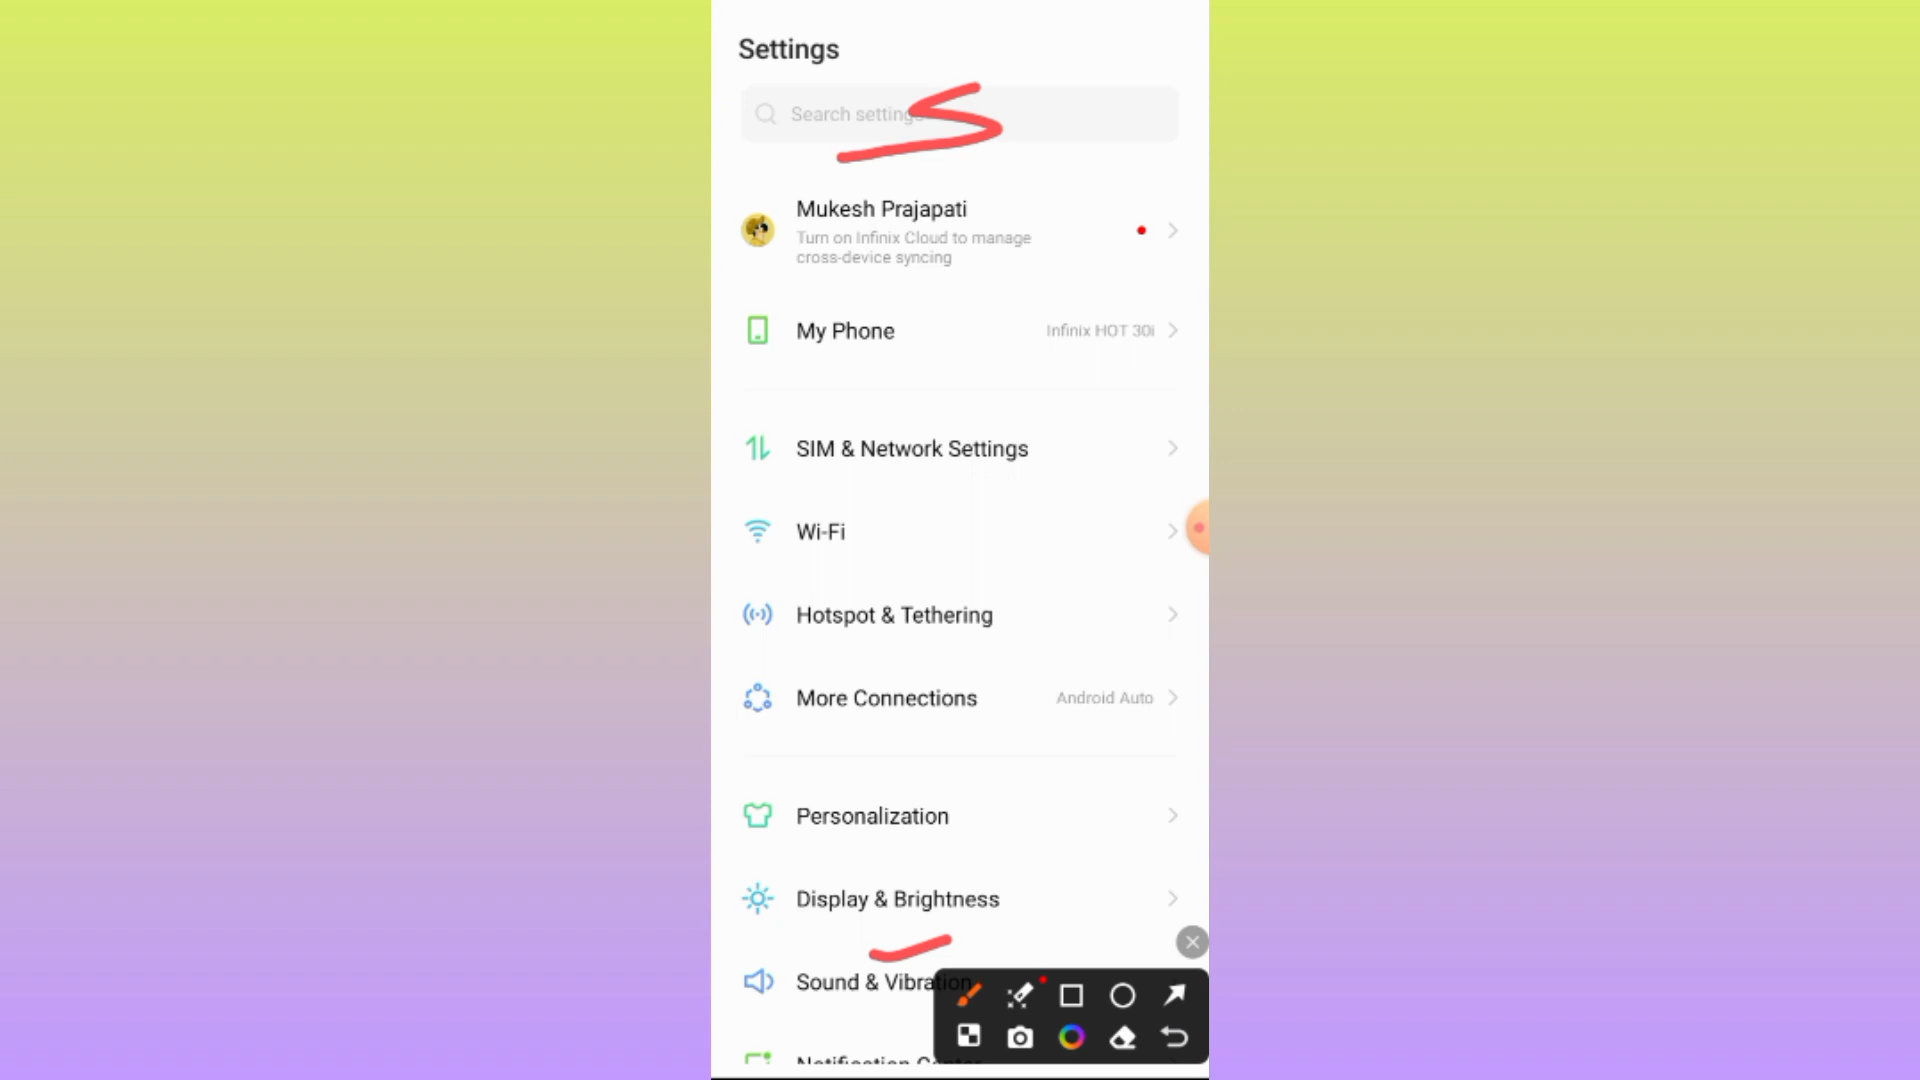 Settings
Search settings
Mukesh Prajapati
Turn on Infinix Cloud to manage
cross-device syncing
My Phone
Infinix HOT 30i
SIM & Network Settings
Wi-Fi
Hotspot & Tethering
More Connections
Android Auto
Personalization
Display & Brightness
Sound & Vibration
Notification Center